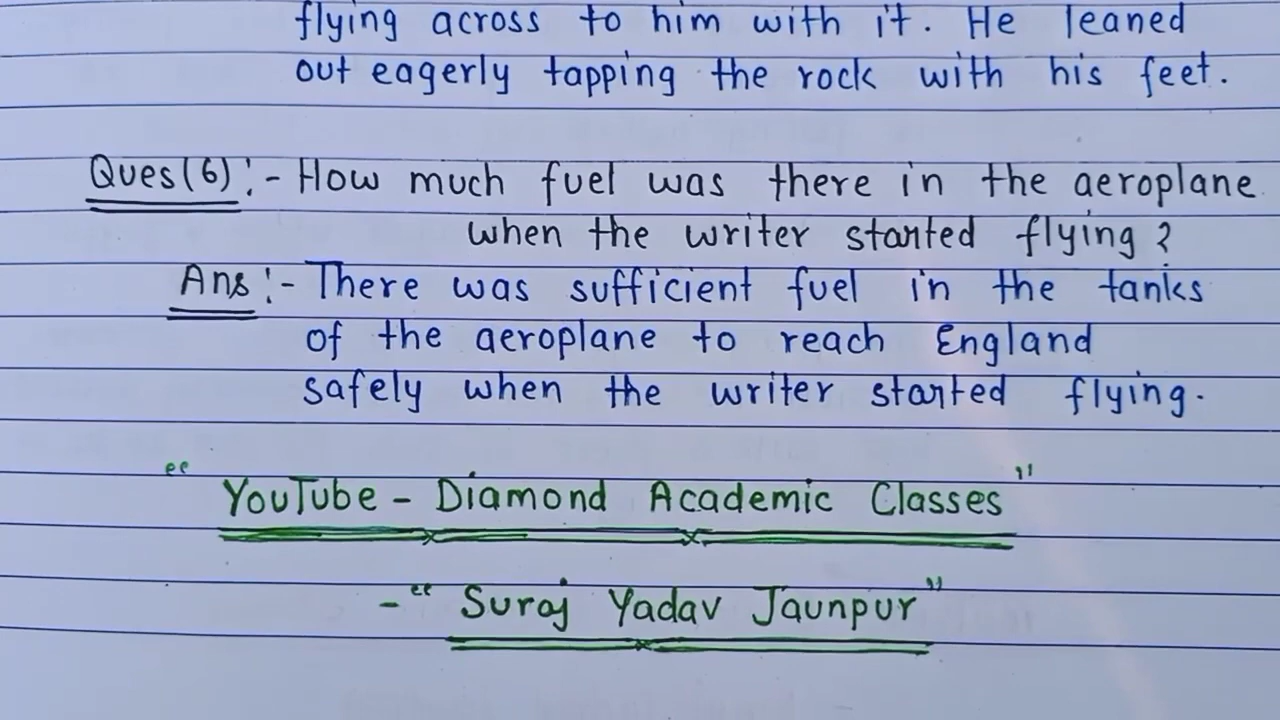 flying across to him with it. He leaned
out eagerly tapping the rock with his feet.
Ques(6):- How much fuel was there in the aeroplane
when the writer started flying?
Ans:- There was sufficient fuel in the tanks
of the aeroplane to reach England
safely when the writer started flying.
"YouTube - Diamond Academic Classes"
-"Suraj Yadav Jaunpur"